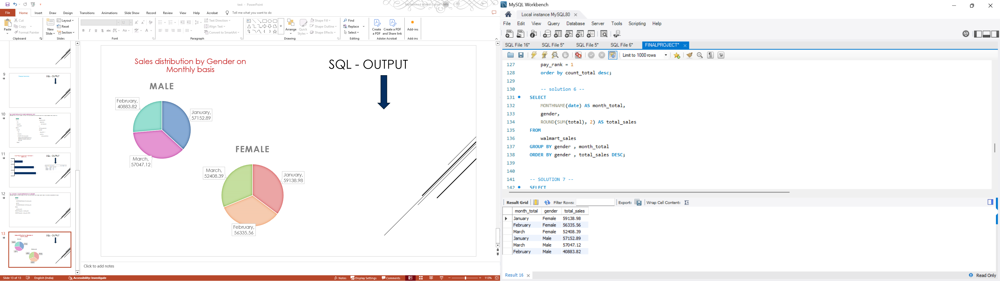 test - PowerPoint
MN
File Home Insert Draw Design Transitions Animations Slide Show Record Review View Help Acrobat Tell me what you want to do
Paste
Cut
Copy
Format Painter
Clipboard
New
Slide
Layout
Reset
Section
Slides
12
Font
Text Direction
Align Text
Convert to SmartArt
Paragraph
Arrange
Quick
Styles
Shape Fill
Shape Outline
Shape Effects
Drawing
Find
Replace
Select
Editing
Create
a PDF
Create a PDF
and Share link
Adobe Acrobat
Add-ins
Add-ins
9
SQL - OUTPUT
10
11
SQL - OUTPUT
12
13
SQL - OUTPUT
MALE
FEMALE
Sales distribution by Gender on
Monthly basis
SQL - OUTPUT
MALE
February,
40883.82
January,
57152.89
March,
57047.12
FEMALE
March,
52408.39
January,
59138.98
February,
56335.56
Click to add notes
Slide 13 of 13 English (India) Accessibility: Investigate
Notes Display Settings Comments 113%
MySQL Workbench
Local instance MySQL80
File Edit View Query Database Server Tools Scripting Help
SQL File 16* SQL File 5* SQL File 5* SQL File 6* FINALPROJECT*
Limit to 1000 rows
127 pay_rank = 1
128 order by count_total desc;
129
130 -- solution 6 --
131 SELECT
132 MONTHNAME(date) AS month_total,
133 gender,
134 ROUND(SUM(total), 2) AS total_sales
135 FROM
136 walmart_sales
137 GROUP BY gender , month_total
138 ORDER BY gender , total_sales DESC;
139
140
141 -- SOLUTION 7 --
142 SELECT
Result Grid Filter Rows: Export: Wrap Cell Content:
month_total gender total_sales
January Female 59138.98
February Female 56335.56
March Female 52408.39
January Male 57152.89
March Male 57047.12
February Male 40883.82
Result 16
Read Only